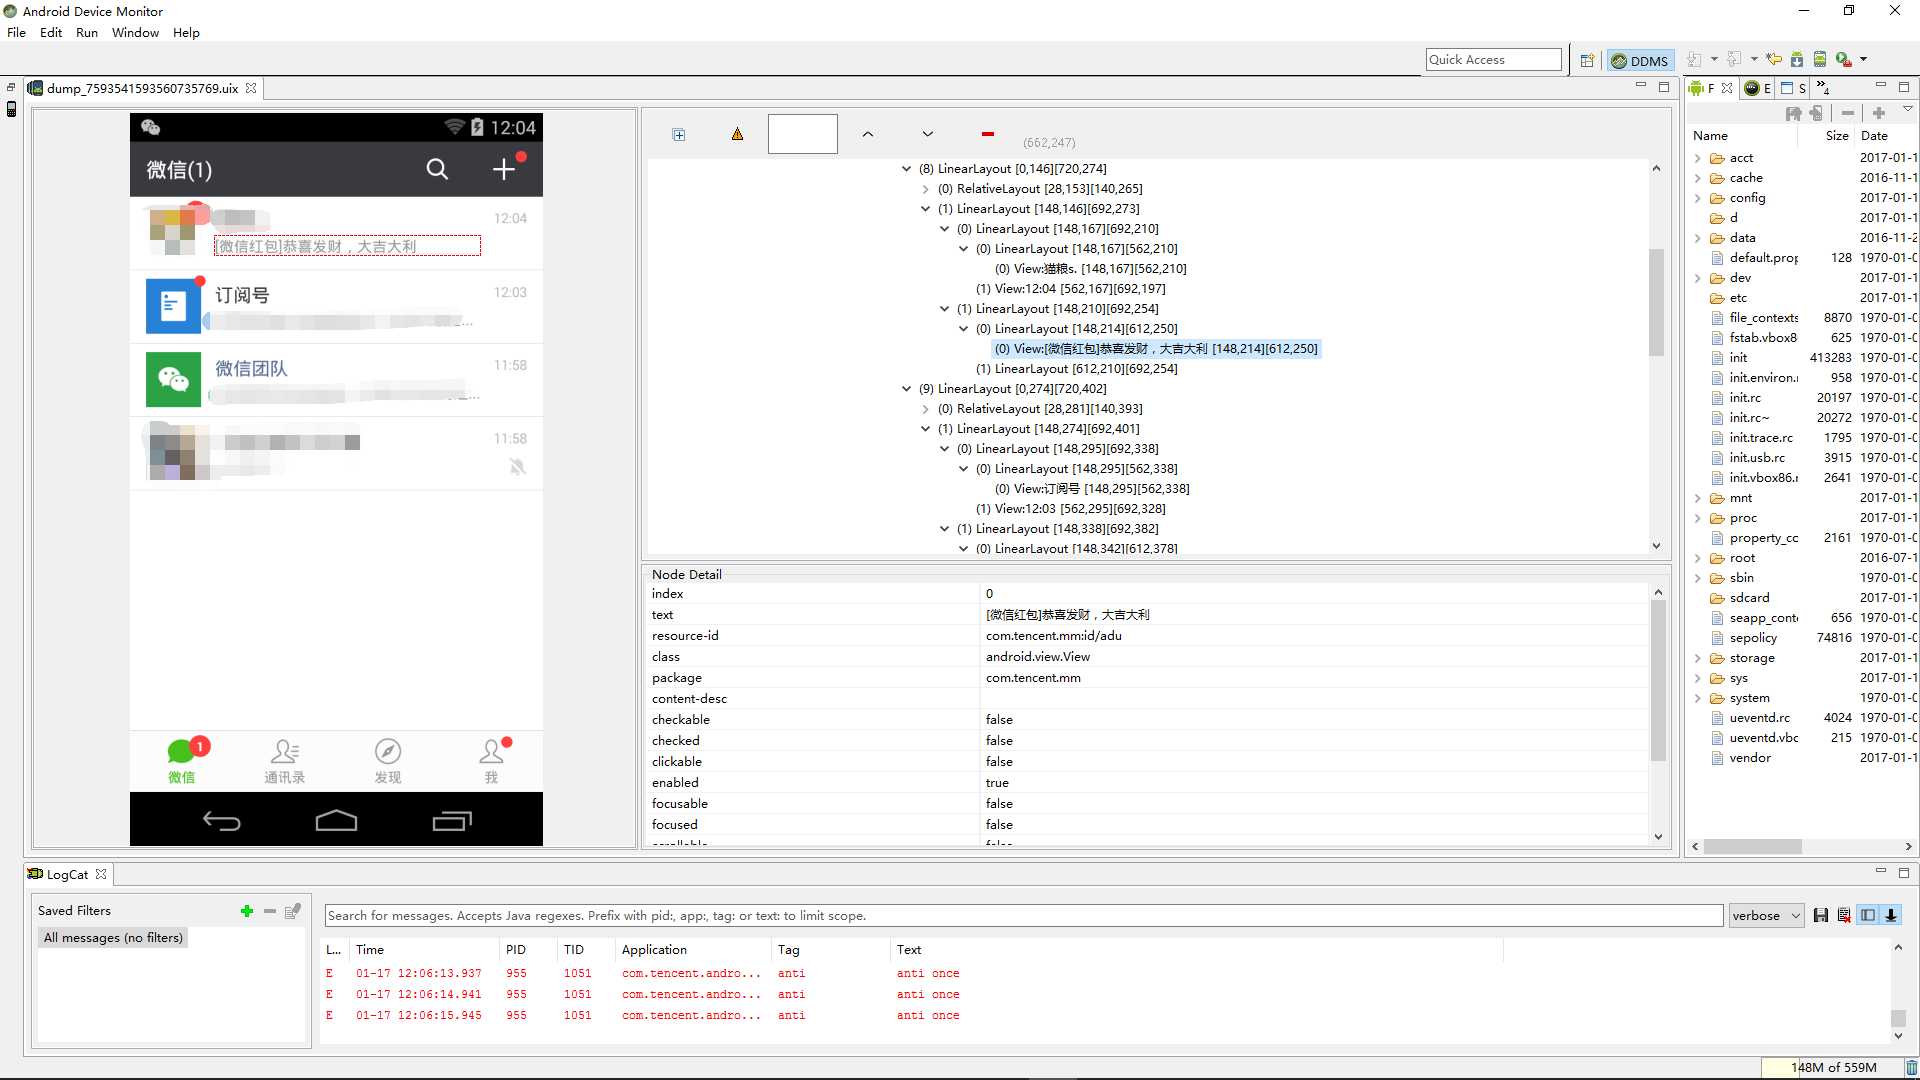 Android Device Monitor
File Edit Run Window Help
Quick Access
DDMS
dump_7593541593560735769.uix
F E S 4
12:04
微信(1)
12:04
[微信红包]恭喜发财，大吉大利
订阅号 12:03
...
微信团队 11:58
...
11:58
1
微信 通讯录 发现 我
(662,247)
(8) LinearLayout [0,146][720,274]
(0) RelativeLayout [28,153][140,265]
(1) LinearLayout [148,146][692,273]
(0) LinearLayout [148,167][692,210]
(0) LinearLayout [148,167][562,210]
(0) View:猫粮s. [148,167][562,210]
(1) View:12:04 [562,167][692,197]
(1) LinearLayout [148,210][692,254]
(0) LinearLayout [148,214][612,250]
(0) View:[微信红包]恭喜发财，大吉大利 [148,214][612,250]
(1) LinearLayout [612,210][692,254]
(9) LinearLayout [0,274][720,402]
(0) RelativeLayout [28,281][140,393]
(1) LinearLayout [148,274][692,401]
(0) LinearLayout [148,295][692,338]
(0) LinearLayout [148,295][562,338]
(0) View:订阅号 [148,295][562,338]
(1) View:12:03 [562,295][692,328]
(1) LinearLayout [148,338][692,382]
(0) LinearLayout [148,342][612,378]
Node Detail
index 0
text [微信红包]恭喜发财，大吉大利
resource-id com.tencent.mm:id/adu
class android.view.View
package com.tencent.mm
content-desc
checkable false
checked false
clickable false
enabled true
focusable false
focused false
scrollable false
Name Size Date
acct 2017-01-1
cache 2016-11-1
config 2017-01-1
d 2017-01-1
data 2016-11-2
default.prop 128 1970-01-0
dev 2017-01-1
etc 1970-01-0
file_contexts 8870 1970-01-0
fstab.vbox8 625 1970-01-0
init 413283 1970-01-0
init.environ.r 958 1970-01-0
init.rc 20197 1970-01-0
init.rc~ 20272 1970-01-0
init.trace.rc 1795 1970-01-0
init.usb.rc 3915 1970-01-0
init.vbox86.r 2641 1970-01-0
mnt 2017-01-1
proc 2017-01-1
property_cc 2161 1970-01-0
root 2016-07-1
sbin 1970-01-0
sdcard 2017-01-1
seapp_cont 656 1970-01-0
sepolicy 74816 1970-01-0
storage 2017-01-1
sys 2017-01-1
system 1970-01-0
ueventd.rc 4024 1970-01-0
ueventd.vbc 215 1970-01-0
vendor 2017-01-1
LogCat
Saved Filters
All messages (no filters)
Search for messages. Accepts Java regexes. Prefix with pid:, app:, tag: or text: to limit scope.
verbose
L... Time PID TID Application Tag Text
E 01-17 12:06:13.937 955 1051 com.tencent.andro... anti anti once
E 01-17 12:06:14.941 955 1051 com.tencent.andro... anti anti once
E 01-17 12:06:15.945 955 1051 com.tencent.andro... anti anti once
148M of 559M